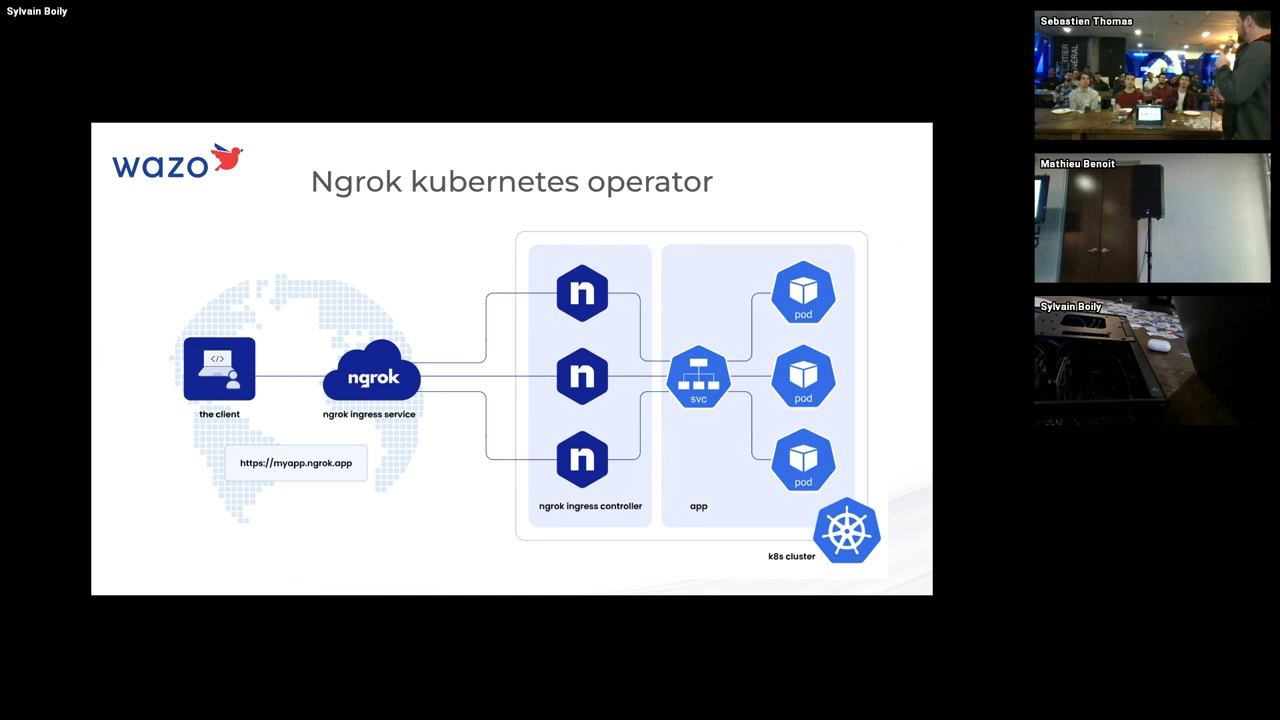 Sylvain Boily
wazo
Ngrok kubernetes operator
the client
ngrok
ngrok ingress service
https://myapp.ngrok.app
n
n
n
ngrok ingress controller
svc
app
pod
pod
pod
k8s cluster
Sebastien Thomas
Mathieu Benoit
Sylvain Boily